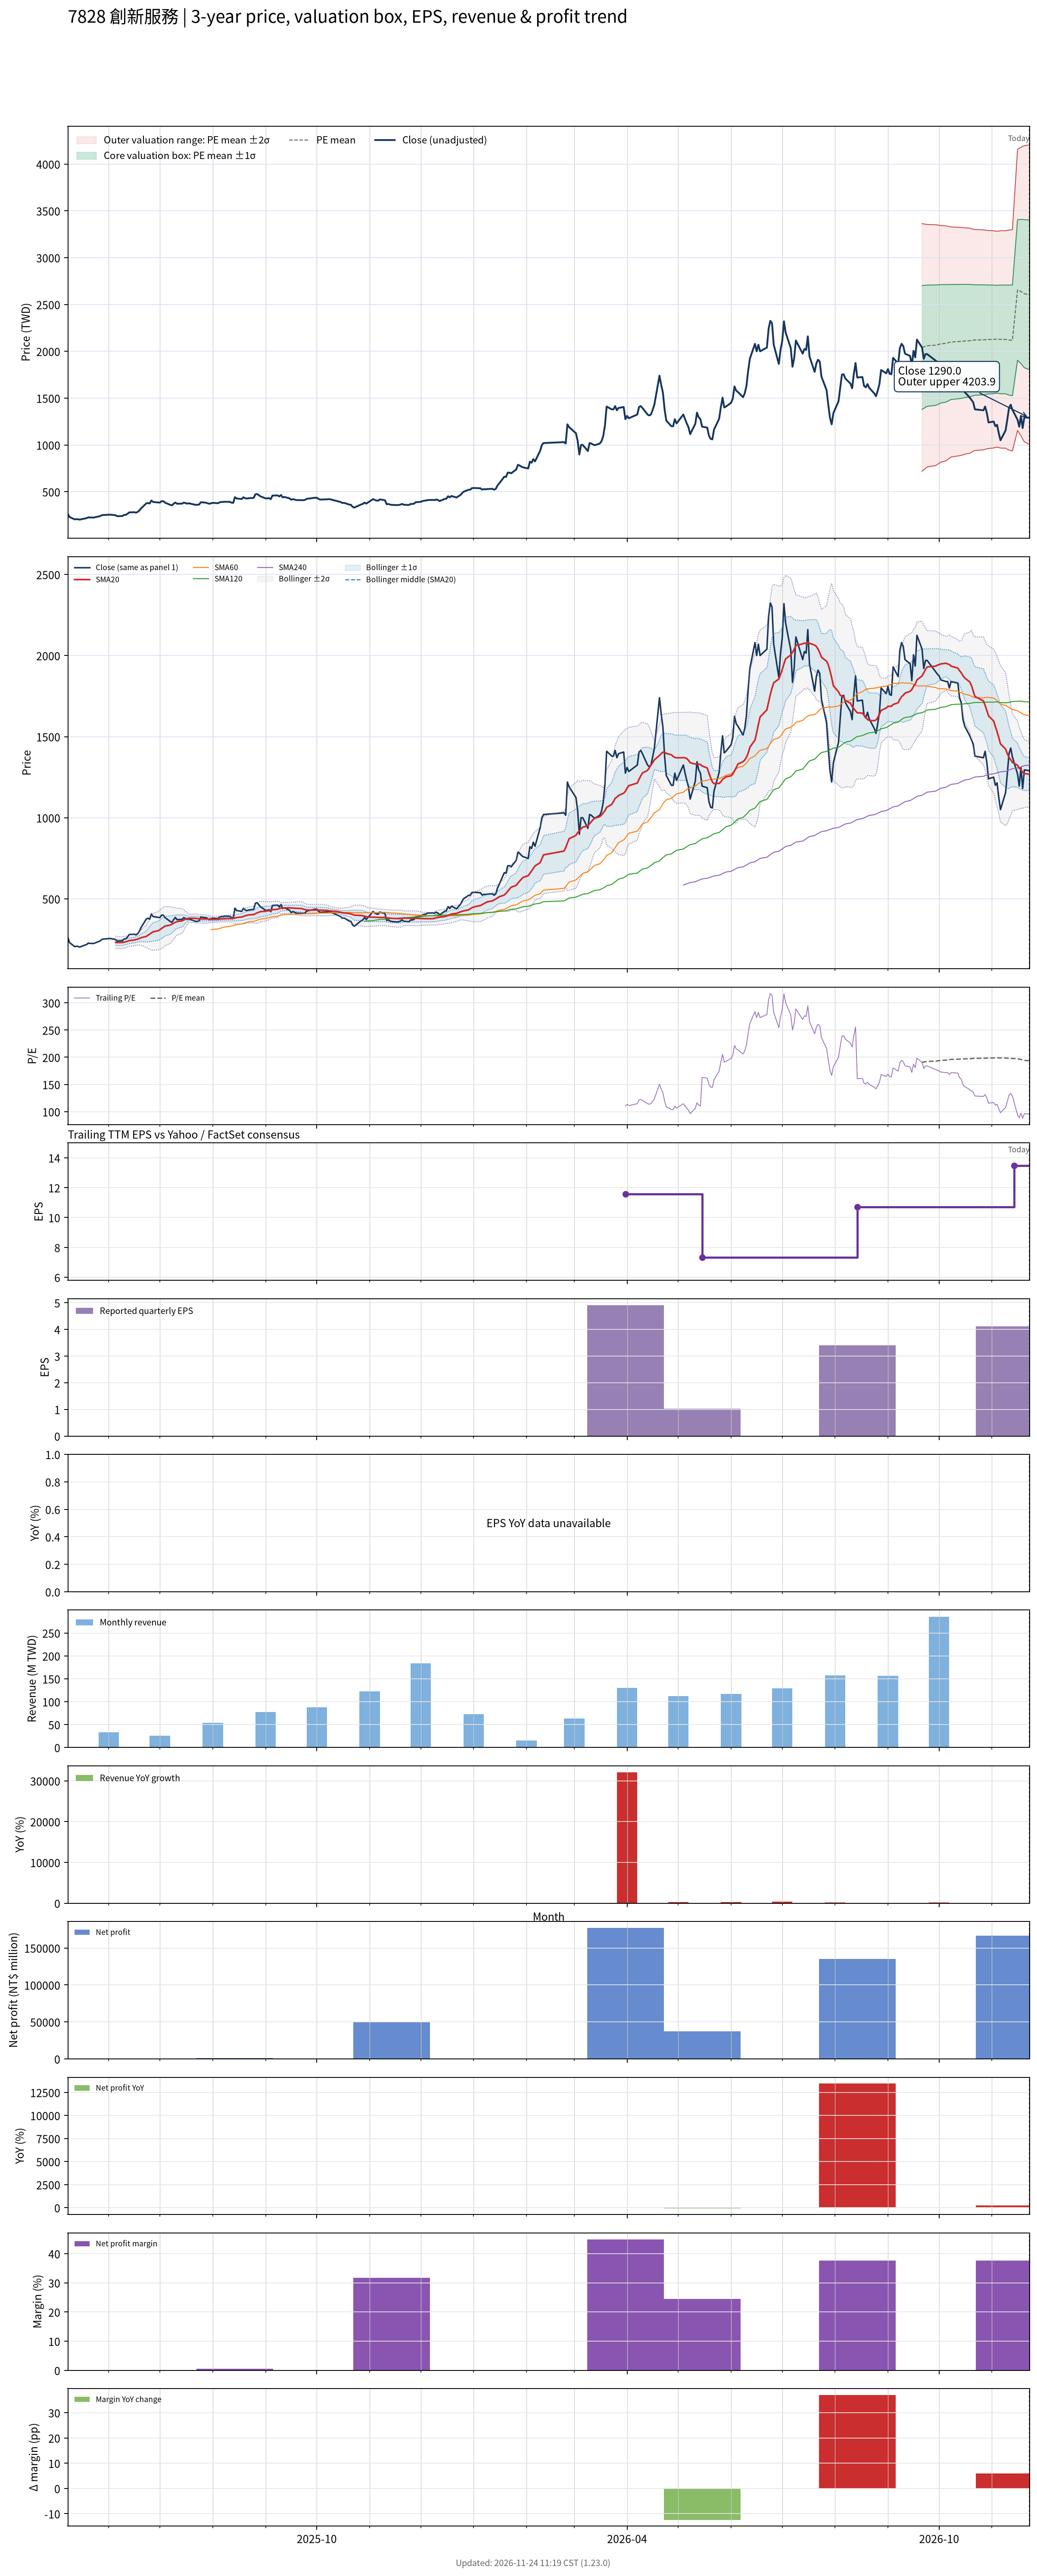 7828 創新服務 | 3-year price, valuation box, EPS, revenue & profit trend
Outer valuation range: PE mean ±2σ
PE mean
Close (unadjusted)
Core valuation box: PE mean ±1σ
Today
4000
3500
3000
2500
2000
1500
1000
500
Price (TWD)
Close 1290.0
Outer upper 4203.9
Close (same as panel 1)
SMA60
SMA240
Bollinger ±1σ
SMA20
SMA120
Bollinger ±2σ
Bollinger middle (SMA20)
2500
2000
1500
1000
500
Price
Trailing P/E
P/E mean
300
250
200
150
100
P/E
Trailing TTM EPS vs Yahoo / FactSet consensus
Today
14
12
10
8
6
EPS
Reported quarterly EPS
5
4
3
2
1
0
EPS
1.0
0.8
0.6
0.4
0.2
0.0
YoY (%)
EPS YoY data unavailable
Monthly revenue
250
200
150
100
50
0
Revenue (M TWD)
Revenue YoY growth
30000
20000
10000
0
YoY (%)
Month
Net profit
150000
100000
50000
0
Net profit (NT$ million)
Net profit YoY
12500
10000
7500
5000
2500
0
YoY (%)
Net profit margin
40
30
20
10
0
Margin (%)
Margin YoY change
30
20
10
0
-10
Δ margin (pp)
2025-10
2026-04
2026-10
Updated: 2026-11-24 11:19 CST (1.23.0)